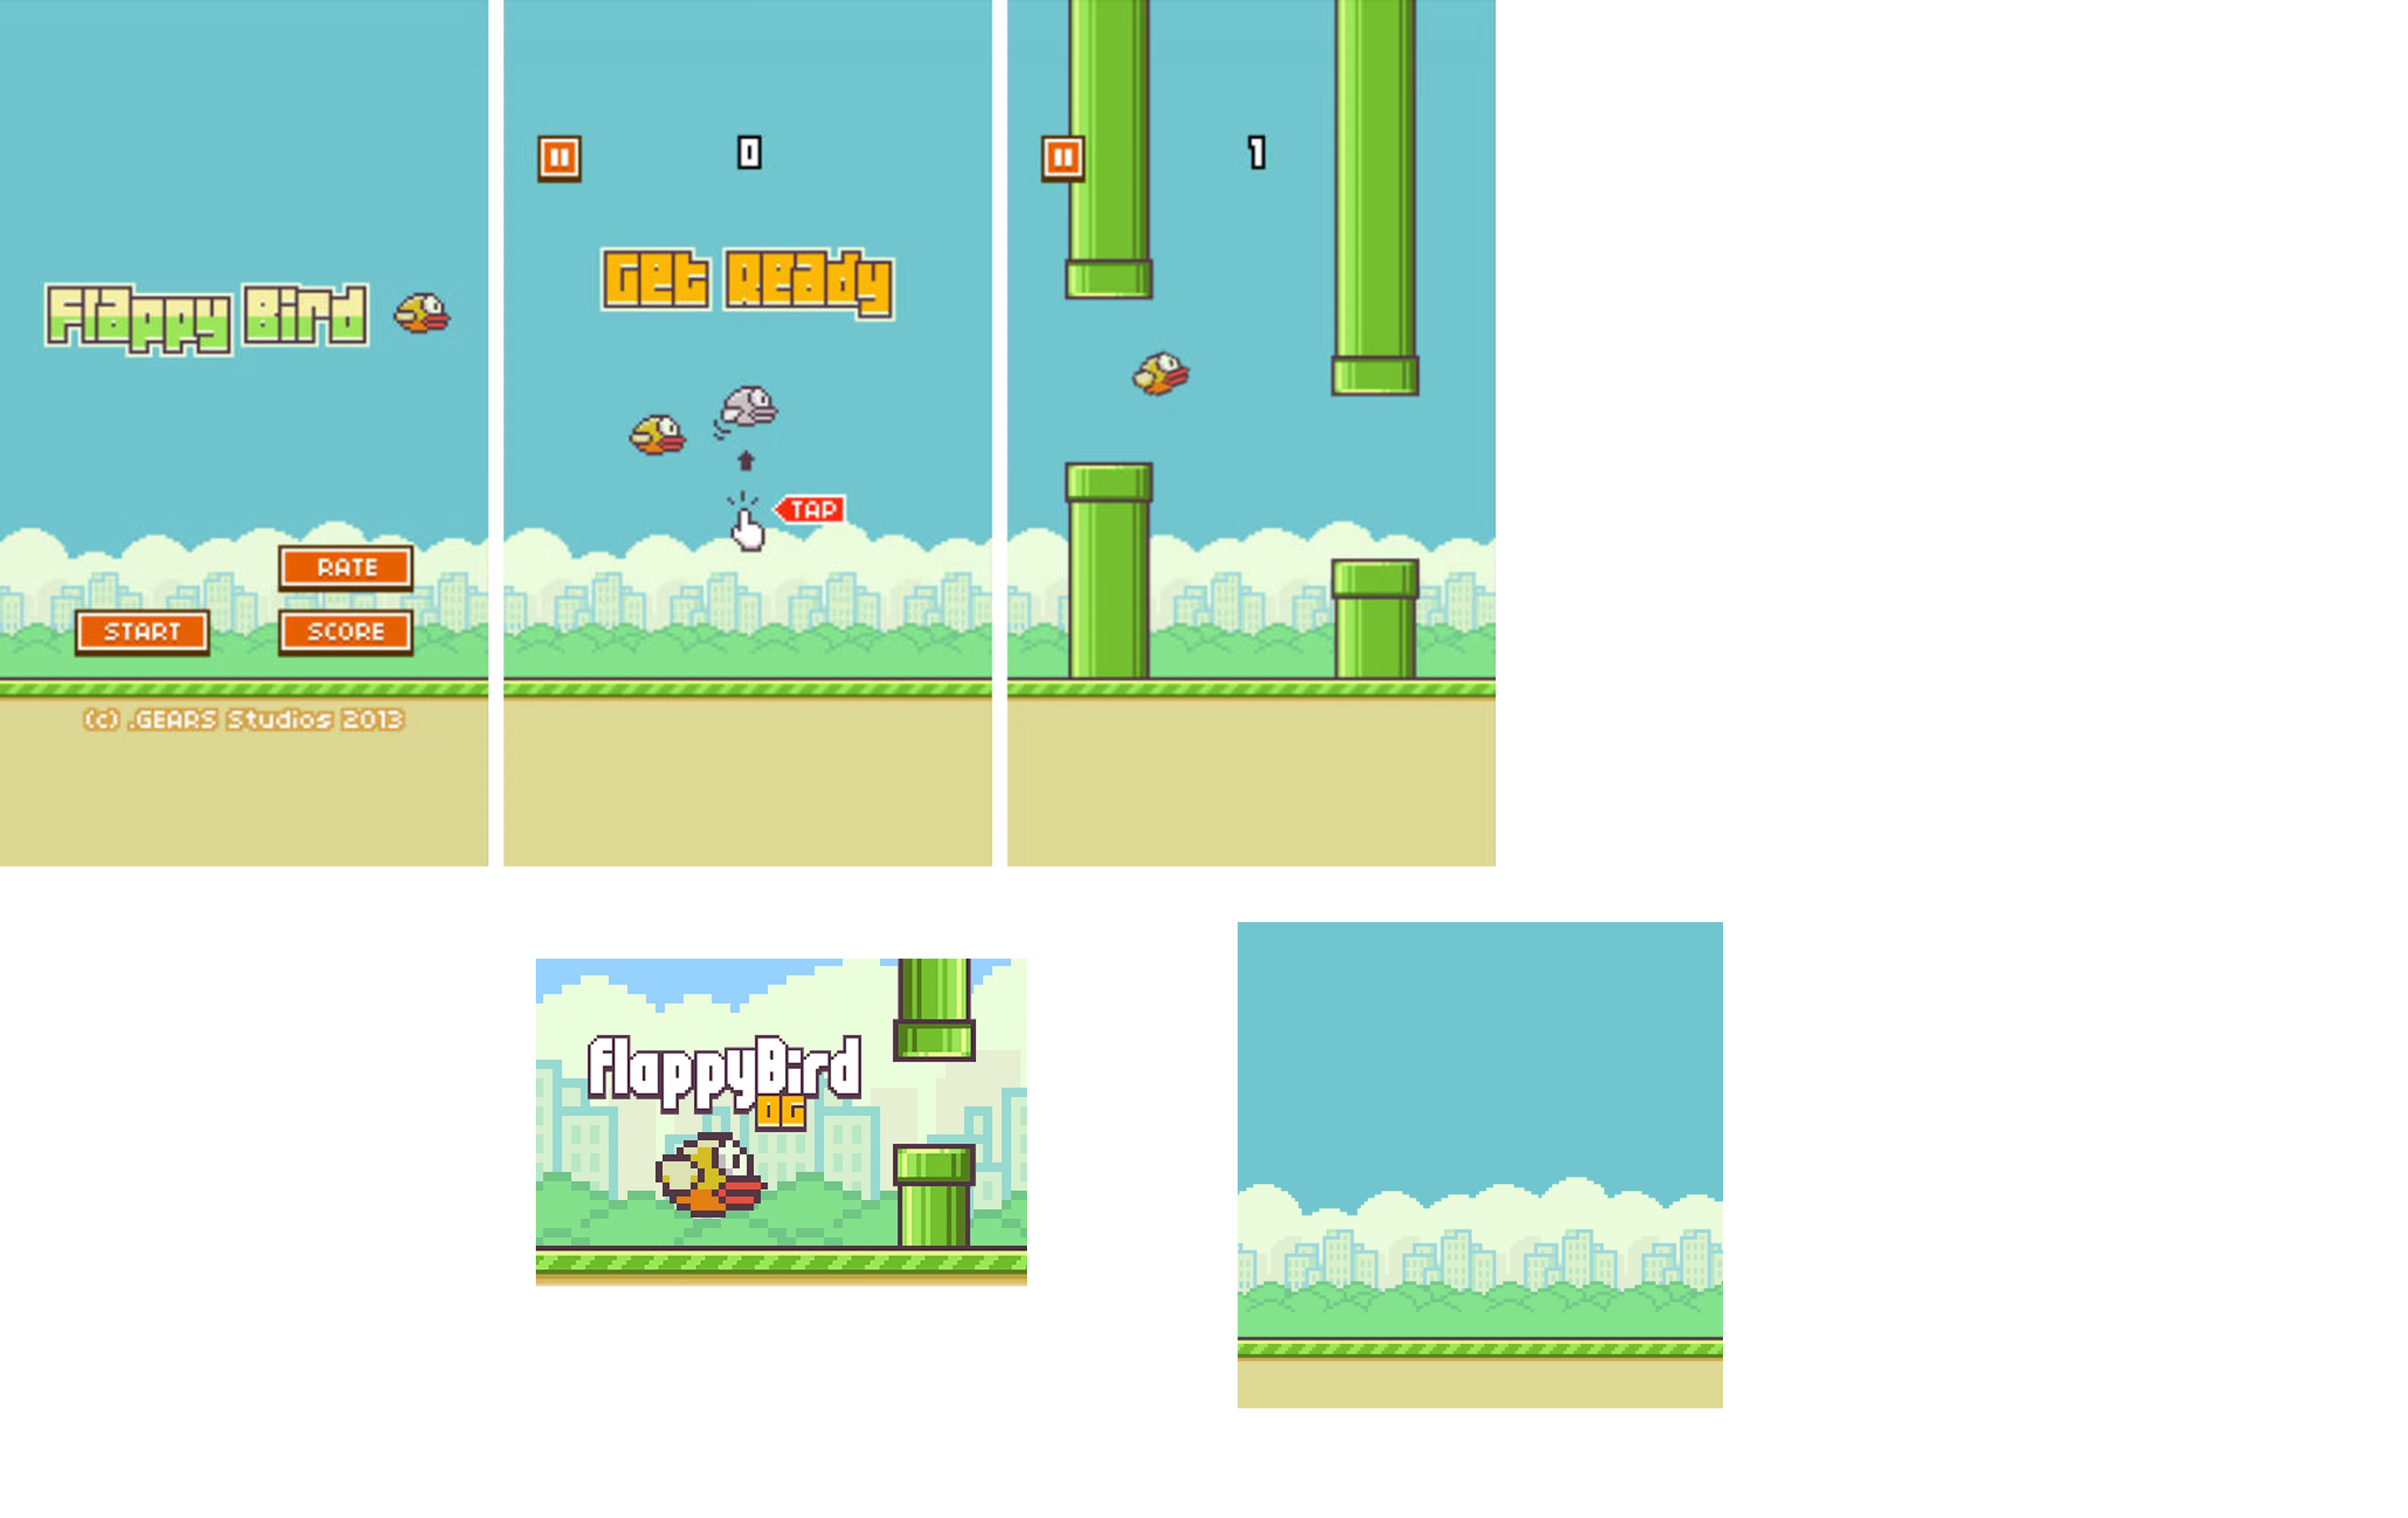 Flappy Bird
RATE
START
SCORE
(c) .GEARS Studios 2013
0
Get Ready
TAP
1
flappyBird
OG